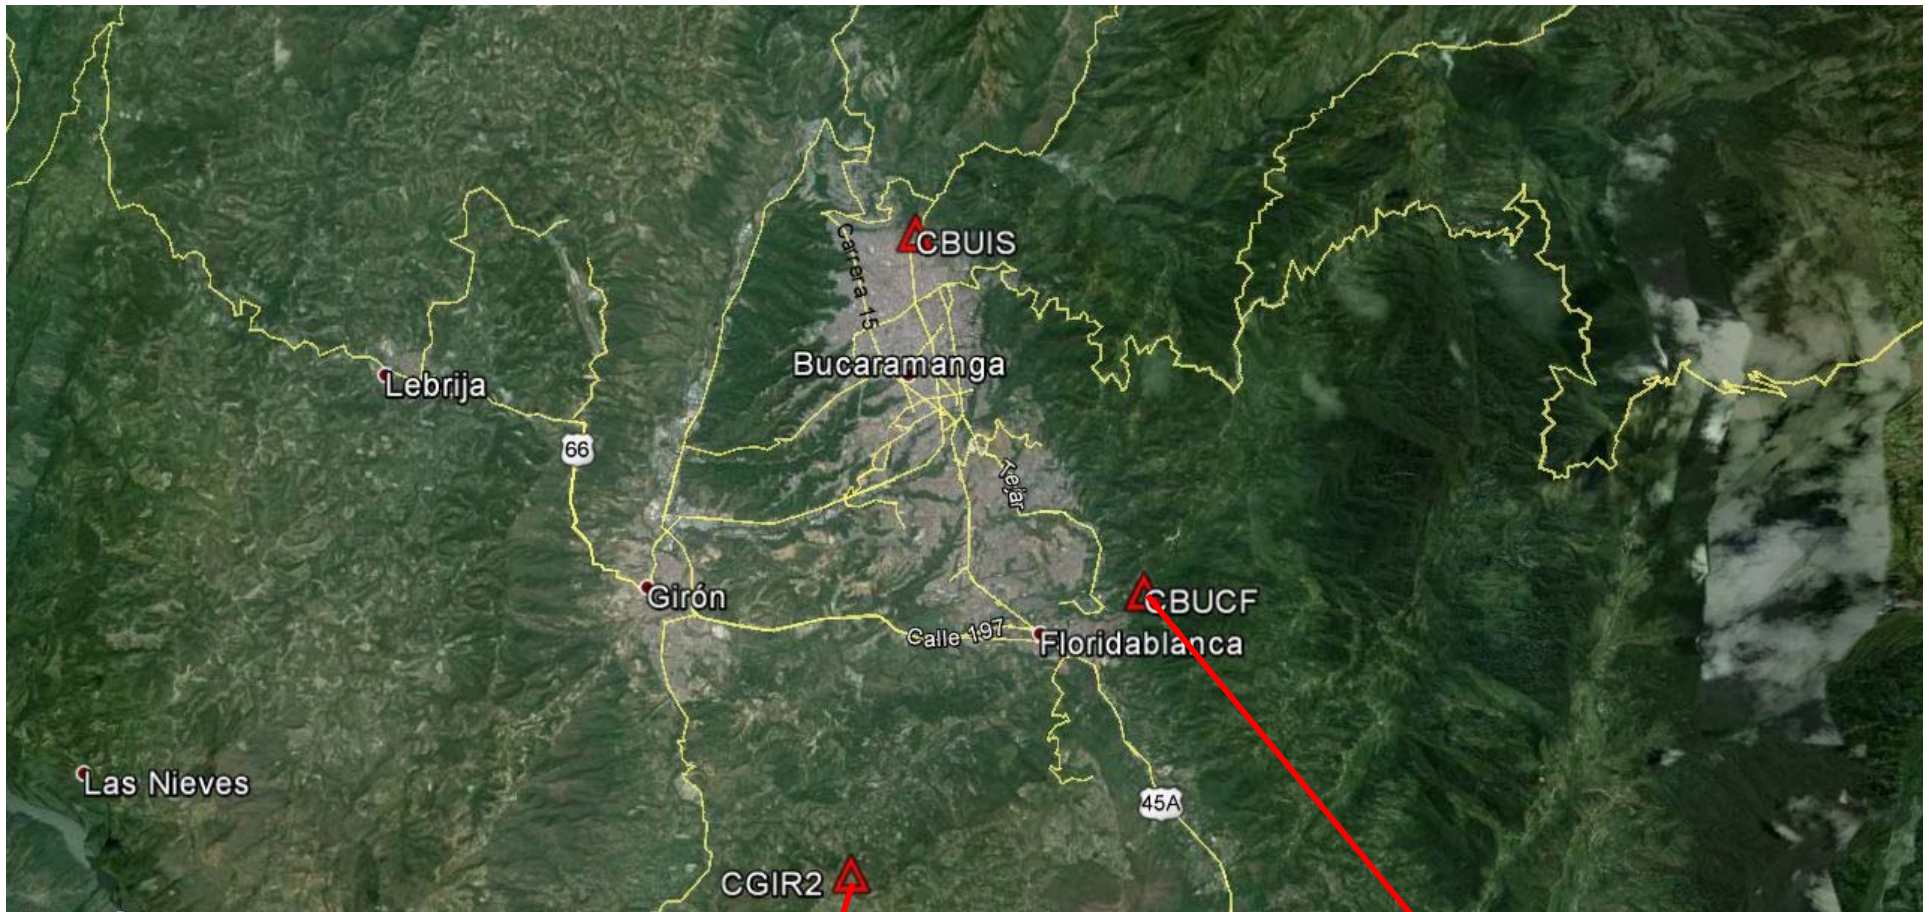 CBUIS
Carrera 15
Bucaramanga
Lebrija
66
Tejar
Girón
CBUCF
Calle 197
Floridablanca
Las Nieves
45A
CGIR2